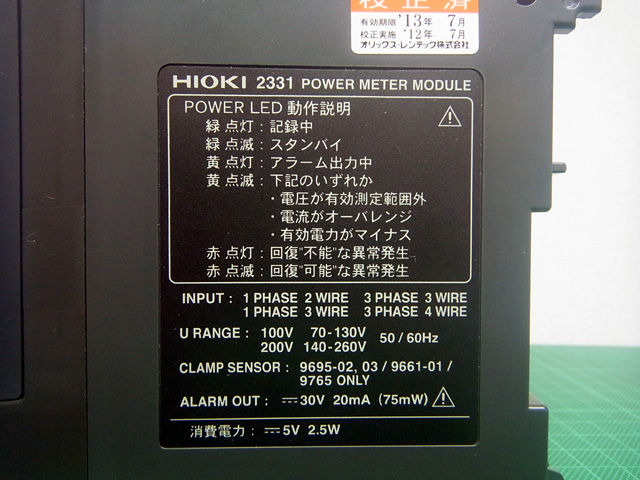 校正済
有効期限 '13年 7月
校正実施 '12年 7月
オリックス・レンテック株式会社
HIOKI 2331 POWER METER MODULE
POWER LED 動作説明
緑 点灯 : 記録中
緑 点滅 : スタンバイ
黄 点灯 : アラーム出力中
黄 点滅 : 下記のいずれか
・電圧が有効測定範囲外
・電流がオーバレンジ
・有効電力がマイナス
赤 点灯 : 回復"不能"な異常発生
赤 点滅 : 回復"可能"な異常発生
INPUT : 1 PHASE 2 WIRE 3 PHASE 3 WIRE
1 PHASE 3 WIRE 3 PHASE 4 WIRE
U RANGE : 100V 70-130V 50 / 60Hz
200V 140-260V
CLAMP SENSOR : 9695-02, 03 / 9661-01 /
9765 ONLY
ALARM OUT : ⎓30V 20mA (75mW)
消費電力 : ⎓5V 2.5W